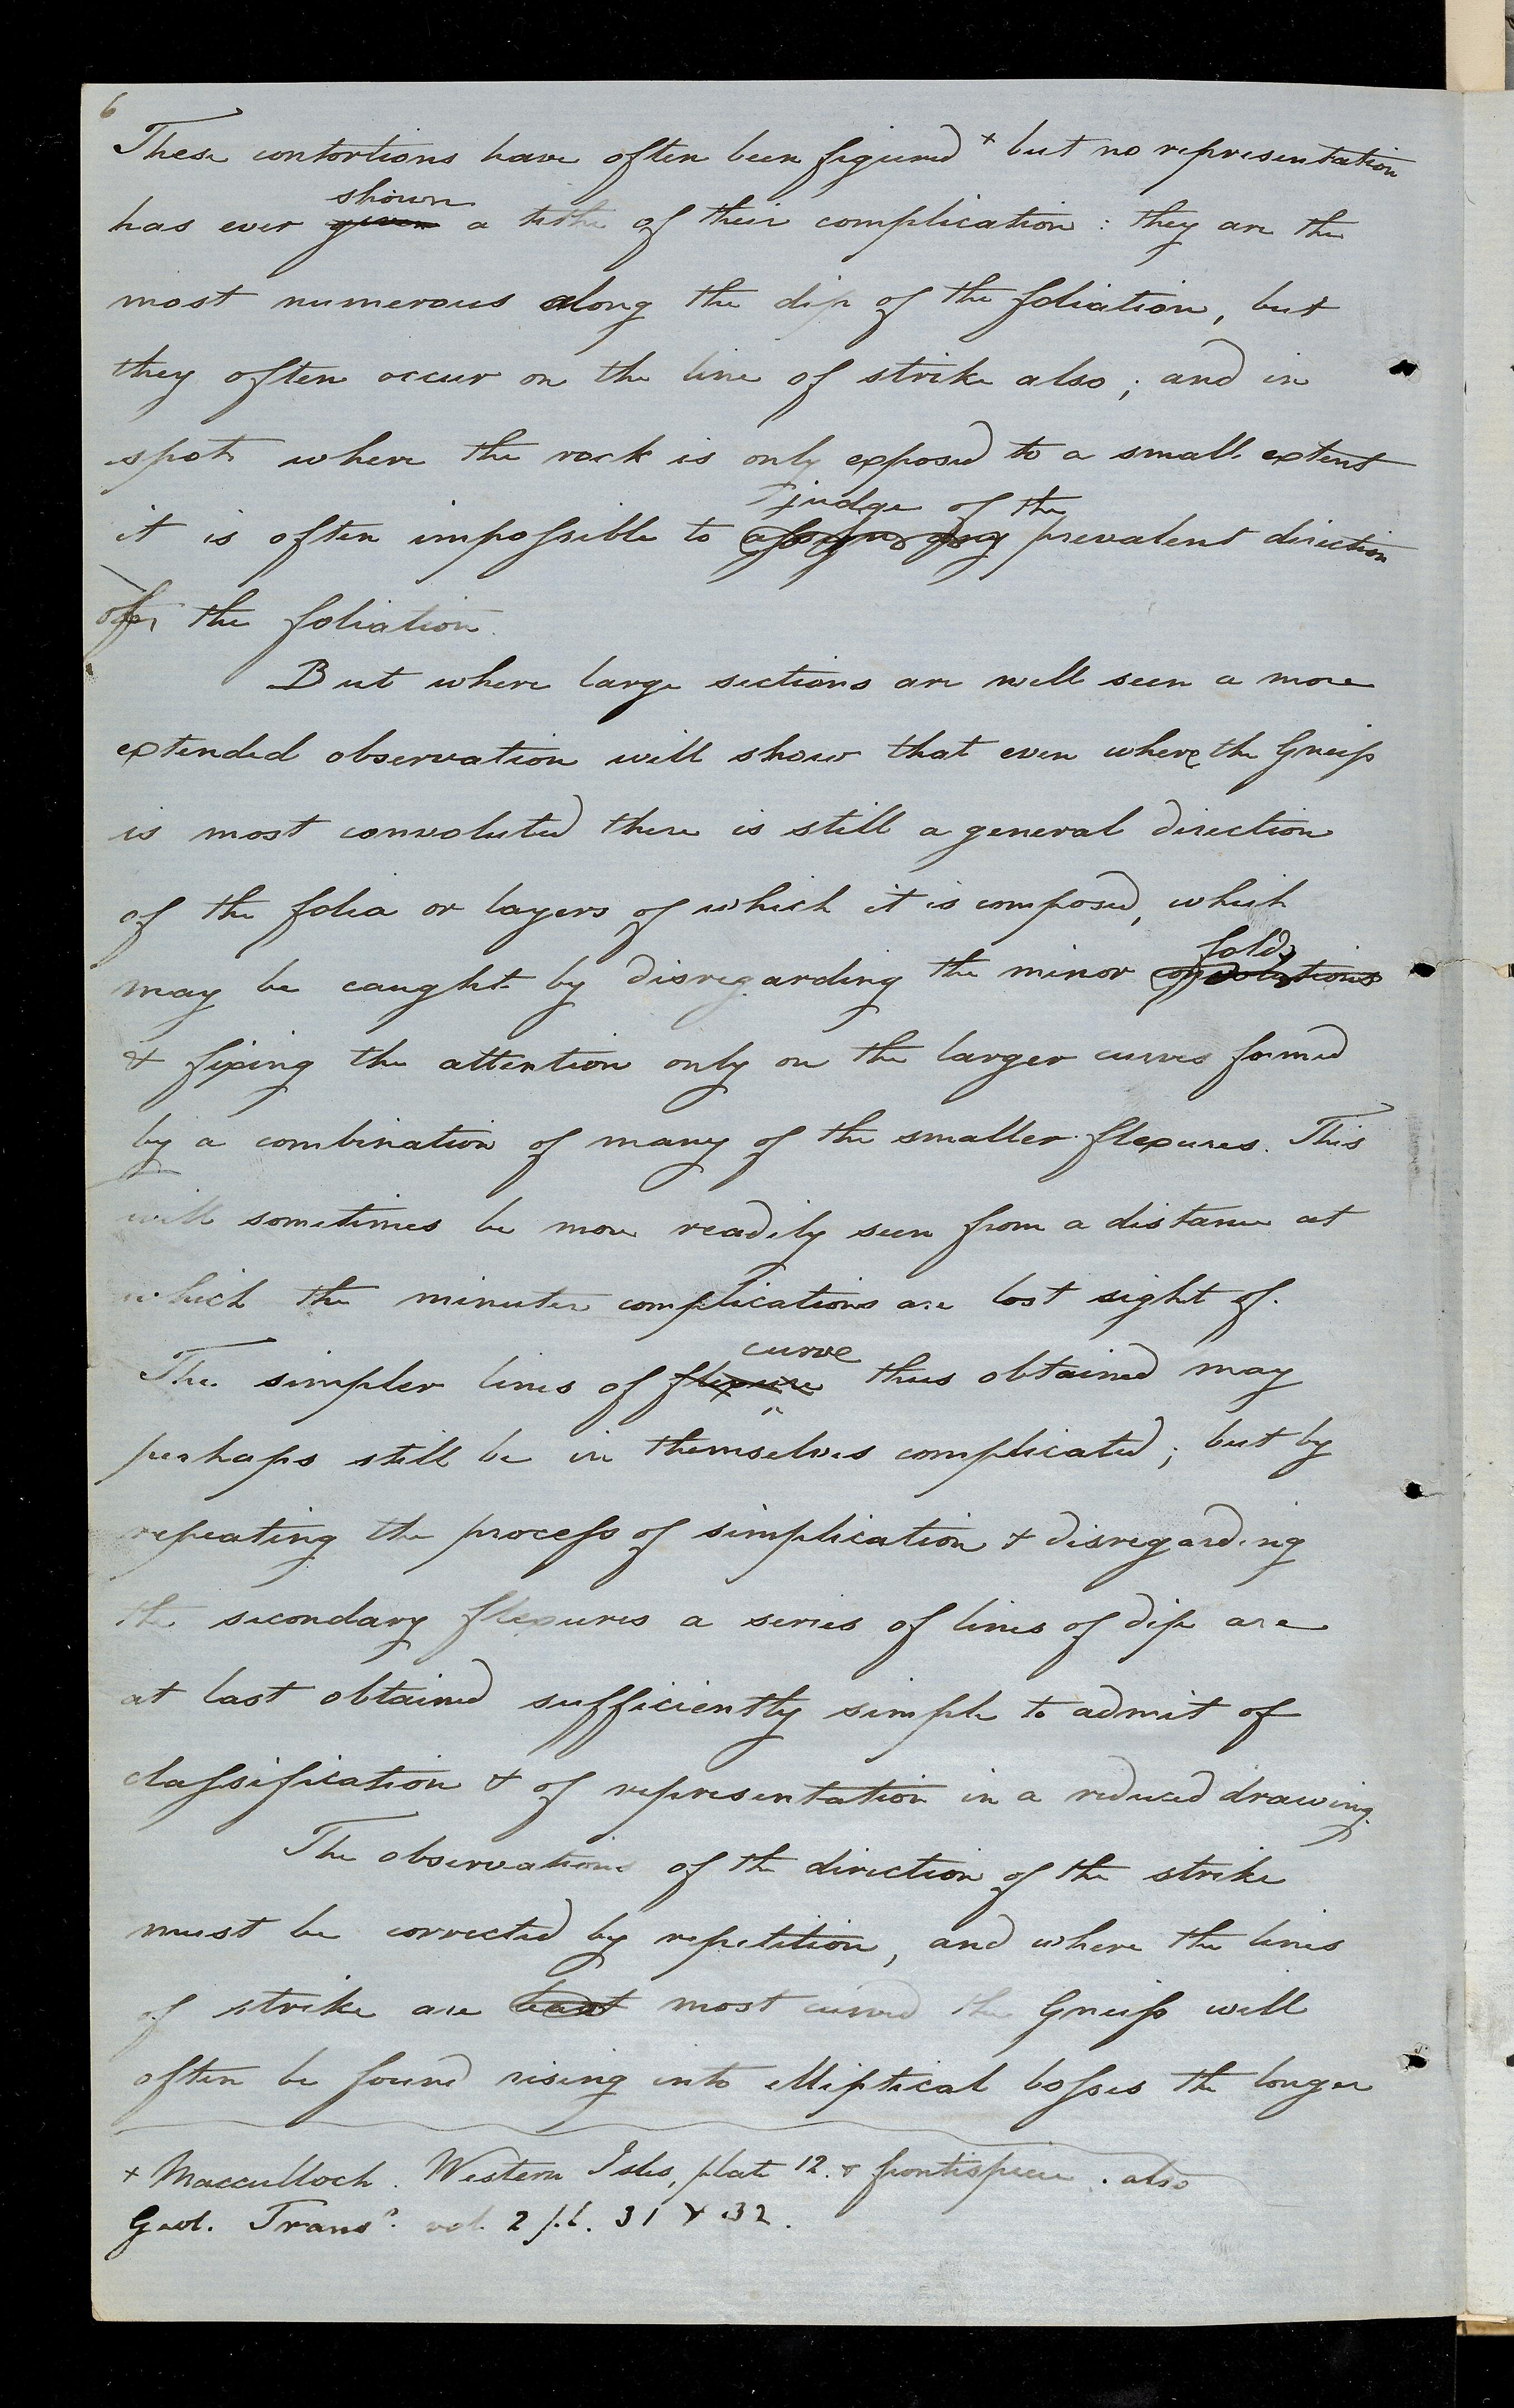 6
These contortions have often been figured + but no representation
shown
has ever given a tithe of their complication : they are the
most numerous along the dip of the foliation, but
they often occur on the line of strike also ; and in
spots where the rock is only exposed to a small extent
judge of the
it is often impossible to assign any prevalent direction
of the foliation.
But where large sections are well seen a more
extended observation will show that even where the Gneiss
is most convoluted there is still a general direction
of the folia or layers of which it is composed, which
folds
may be caught by disregarding the minor
& fixing the attention only on the larger curves formed
by a combination of many of the smaller flexures. This
will sometimes be more readily seen from a distance at
which the minuter complications are lost sight of.
curve
The simpler lines of flexure thus obtained may
perhaps still be in themselves complicated ; but by
repeating the process of simplication & disregarding
the secondary flexures a series of lines of dip are
at last obtained sufficiently simple to admit of
classification & of representation in a reduced drawing.
The observations of the direction of the strike
must be corrected by repetition, and where the lines
of strike are least most curved the Gneiss will
often be found rising into elliptical bosses the longer
+ Macculloch. Western Isles, plate 12. & frontispiece. also
Geol. Trans. vol. 2 pl. 31 & 32.